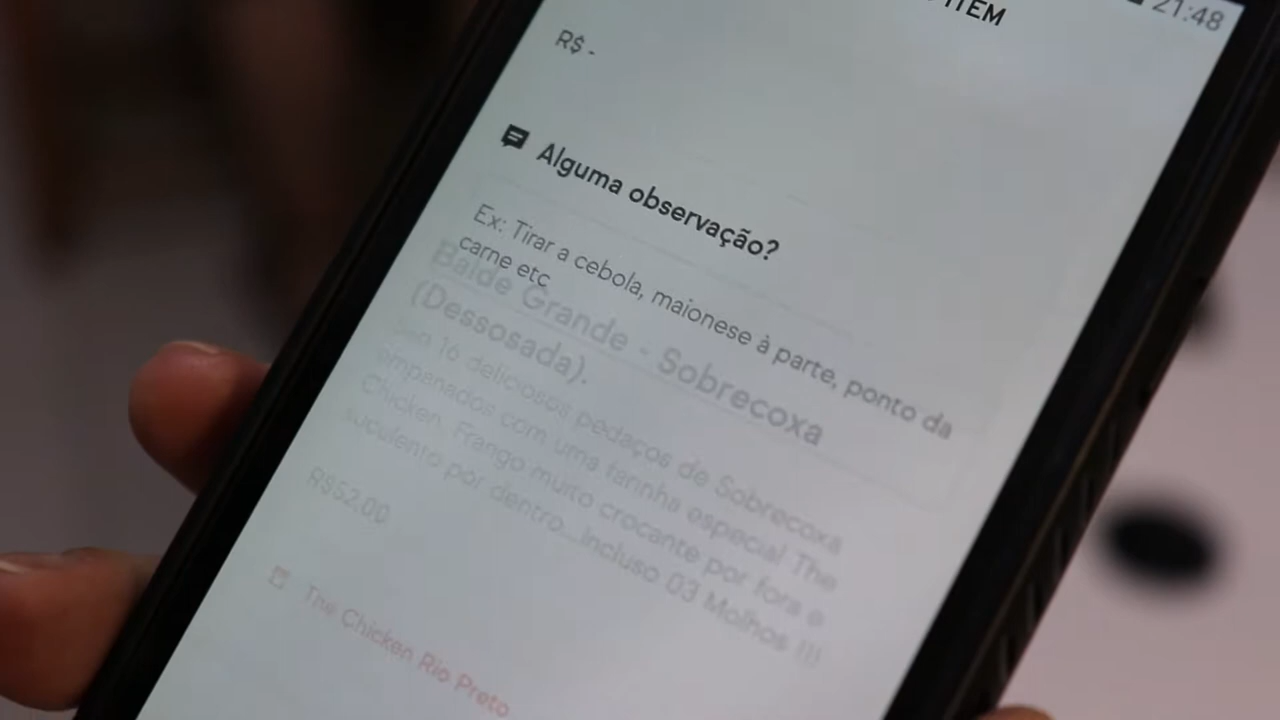 21:48
ITEM
R$ -
Alguma observação?
Ex: Tirar a cebola, maionese à parte, ponto da
carne etc
Balde Grande - Sobrecoxa
(Dessosada).
16 deliciosos pedaços de Sobrecoxa
empanados com uma farinha especial The
Chicken. Frango muito crocante por fora e
suculento por dentro...Incluso 03 Molhos !!!
R$52,00
The Chicken Rio Preto